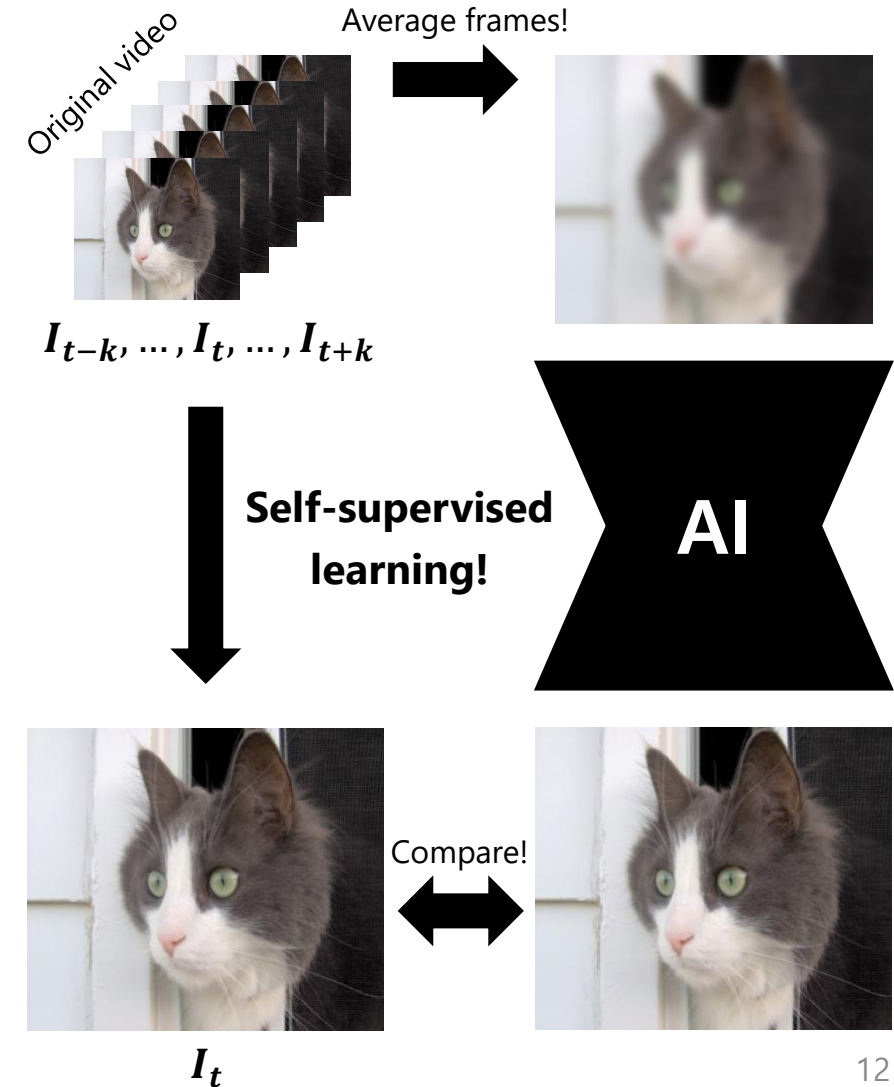 Average frames!
Original video
I_{t-k}, ... , I_t, ... , I_{t+k}
Self-supervised
learning!
AI
Compare!
I_t
12